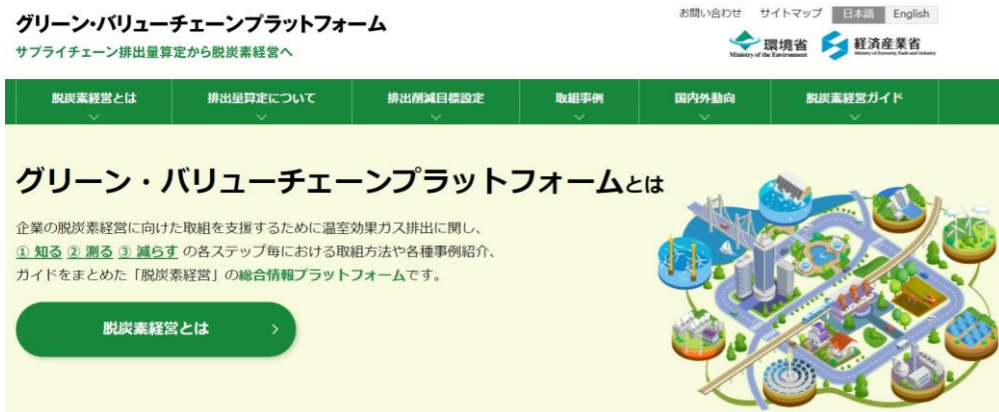 グリーン・バリューチェーンプラットフォーム
サプライチェーン排出量算定から脱炭素経営へ
お問い合わせ サイトマップ 日本語 English
環境省 Ministry of the Environment 経済産業省 Ministry of Economy, Trade and Industry
脱炭素経営とは 排出量算定について 排出削減目標設定 取組事例 国内外動向 脱炭素経営ガイド
グリーン・バリューチェーンプラットフォームとは
企業の脱炭素経営に向けた取組を支援するために温室効果ガス排出に関し、
① 知る ② 測る ③ 減らす の各ステップ毎における取組方法や各種事例紹介、
ガイドをまとめた「脱炭素経営」の総合情報プラットフォームです。
脱炭素経営とは